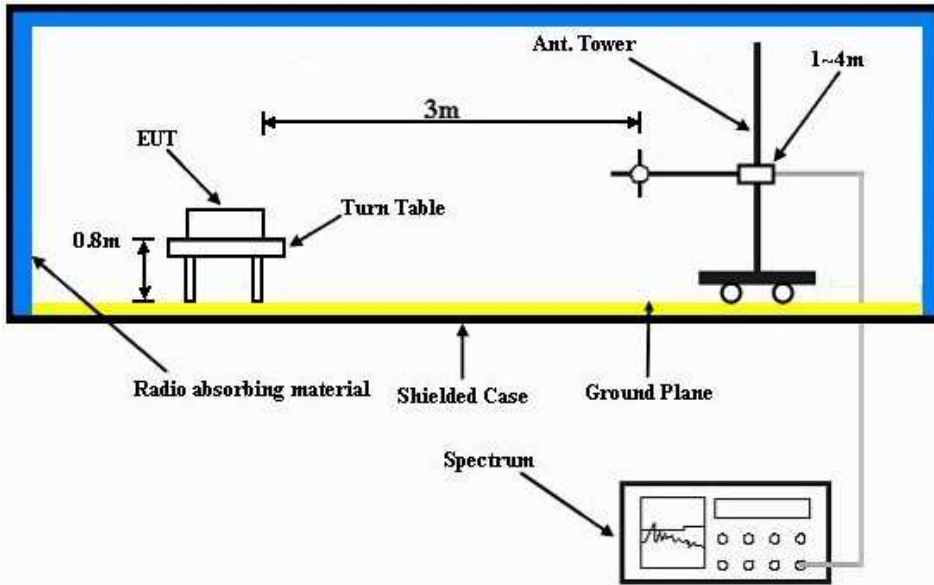 Ant. Tower
1~4m
3m
EUT
Turn Table
0.8m
Radio absorbing material
Shielded Case
Ground Plane
Spectrum